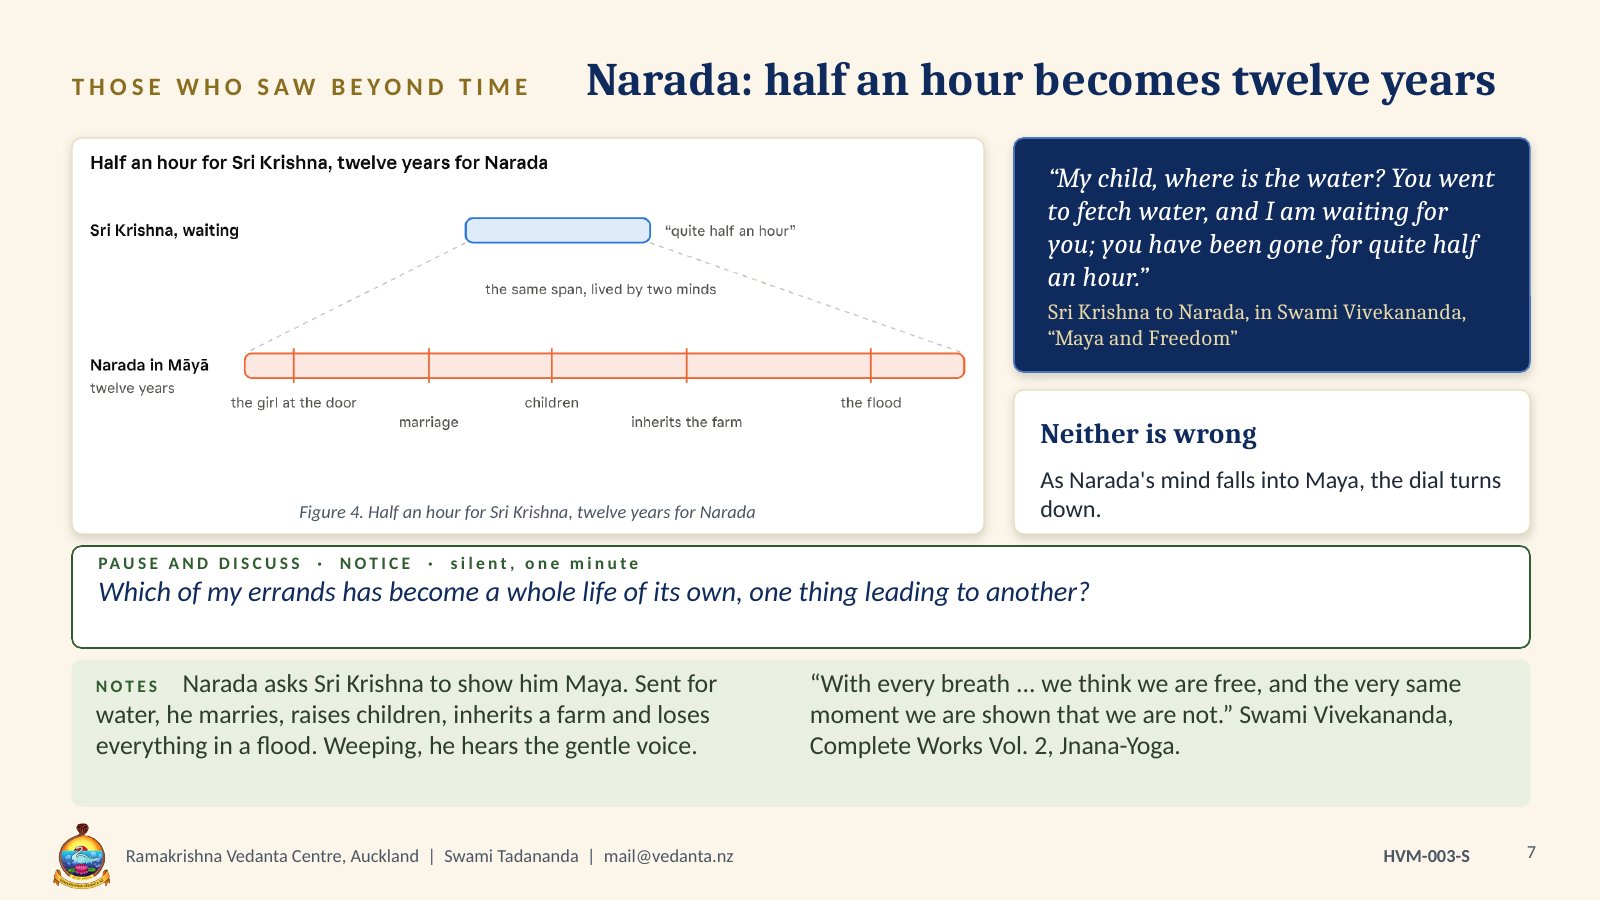 THOSE WHO SAW BEYOND TIME
Narada: half an hour becomes twelve years
Half an hour for Sri Krishna, twelve years for Narada
Sri Krishna, waiting
“quite half an hour”
the same span, lived by two minds
Narada in Māyā
twelve years
the girl at the door
marriage
children
inherits the farm
the flood
Figure 4. Half an hour for Sri Krishna, twelve years for Narada
“My child, where is the water? You went
to fetch water, and I am waiting for
you; you have been gone for quite half
an hour.”
Sri Krishna to Narada, in Swami Vivekananda,
“Maya and Freedom”
Neither is wrong
As Narada's mind falls into Maya, the dial turns
down.
PAUSE AND DISCUSS · NOTICE · silent, one minute
Which of my errands has become a whole life of its own, one thing leading to another?
NOTES Narada asks Sri Krishna to show him Maya. Sent for
water, he marries, raises children, inherits a farm and loses
everything in a flood. Weeping, he hears the gentle voice.
“With every breath … we think we are free, and the very same
moment we are shown that we are not.” Swami Vivekananda,
Complete Works Vol. 2, Jnana-Yoga.
Ramakrishna Vedanta Centre, Auckland | Swami Tadananda | mail@vedanta.nz
HVM-003-S
7